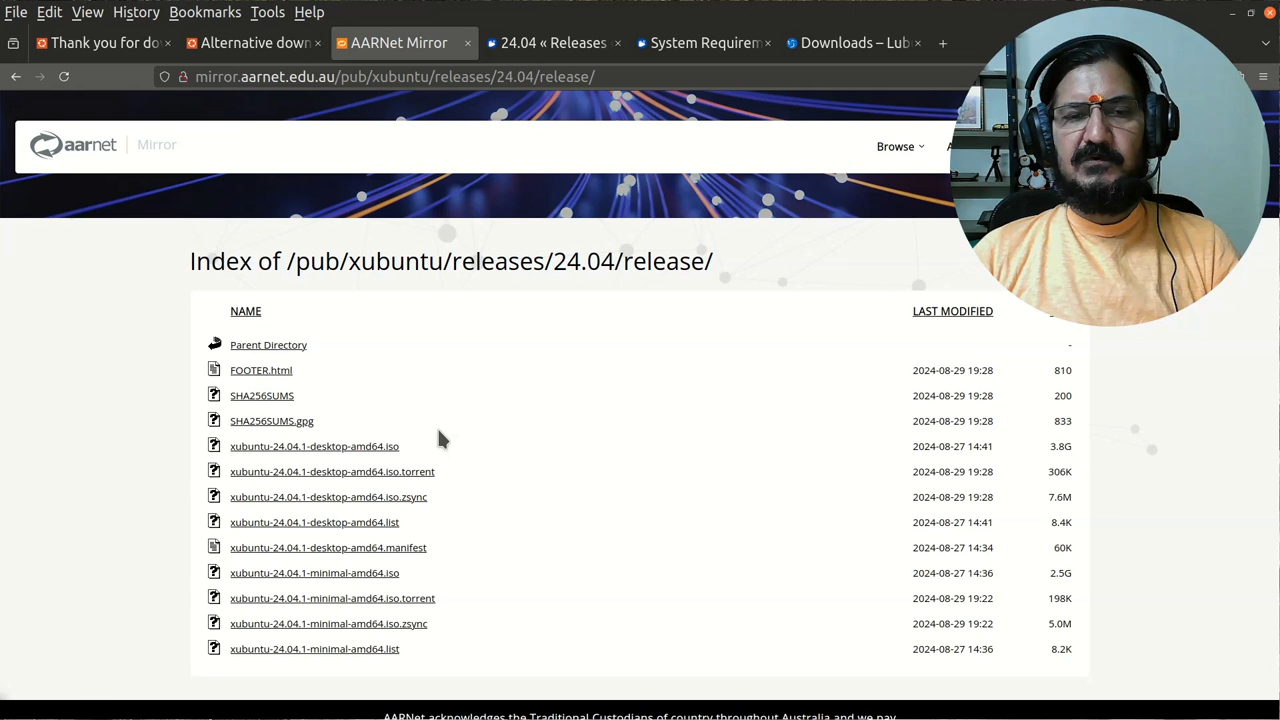 File Edit View History Bookmarks Tools Help
Thank you for do
Alternative down
AARNet Mirror
24.04 « Releases
System Requirem
Downloads – Lub
mirror.aarnet.edu.au/pub/xubuntu/releases/24.04/release/
aarnet Mirror
Browse
Index of /pub/xubuntu/releases/24.04/release/
NAME LAST MODIFIED
Parent Directory -
FOOTER.html 2024-08-29 19:28 810
SHA256SUMS 2024-08-29 19:28 200
SHA256SUMS.gpg 2024-08-29 19:28 833
xubuntu-24.04.1-desktop-amd64.iso 2024-08-27 14:41 3.8G
xubuntu-24.04.1-desktop-amd64.iso.torrent 2024-08-29 19:28 306K
xubuntu-24.04.1-desktop-amd64.iso.zsync 2024-08-29 19:28 7.6M
xubuntu-24.04.1-desktop-amd64.list 2024-08-27 14:41 8.4K
xubuntu-24.04.1-desktop-amd64.manifest 2024-08-27 14:34 60K
xubuntu-24.04.1-minimal-amd64.iso 2024-08-27 14:36 2.5G
xubuntu-24.04.1-minimal-amd64.iso.torrent 2024-08-29 19:22 198K
xubuntu-24.04.1-minimal-amd64.iso.zsync 2024-08-29 19:22 5.0M
xubuntu-24.04.1-minimal-amd64.list 2024-08-27 14:36 8.2K
AARNet acknowledges the Traditional Custodians of country throughout Australia and we pay